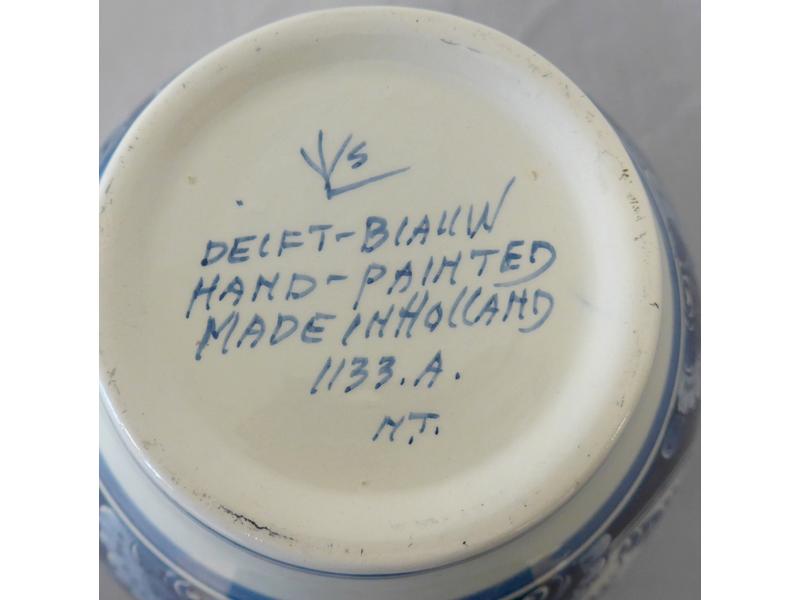 DELFT-BLAUW
HAND-PAINTED
MADE IN HOLLAND
1133.A.